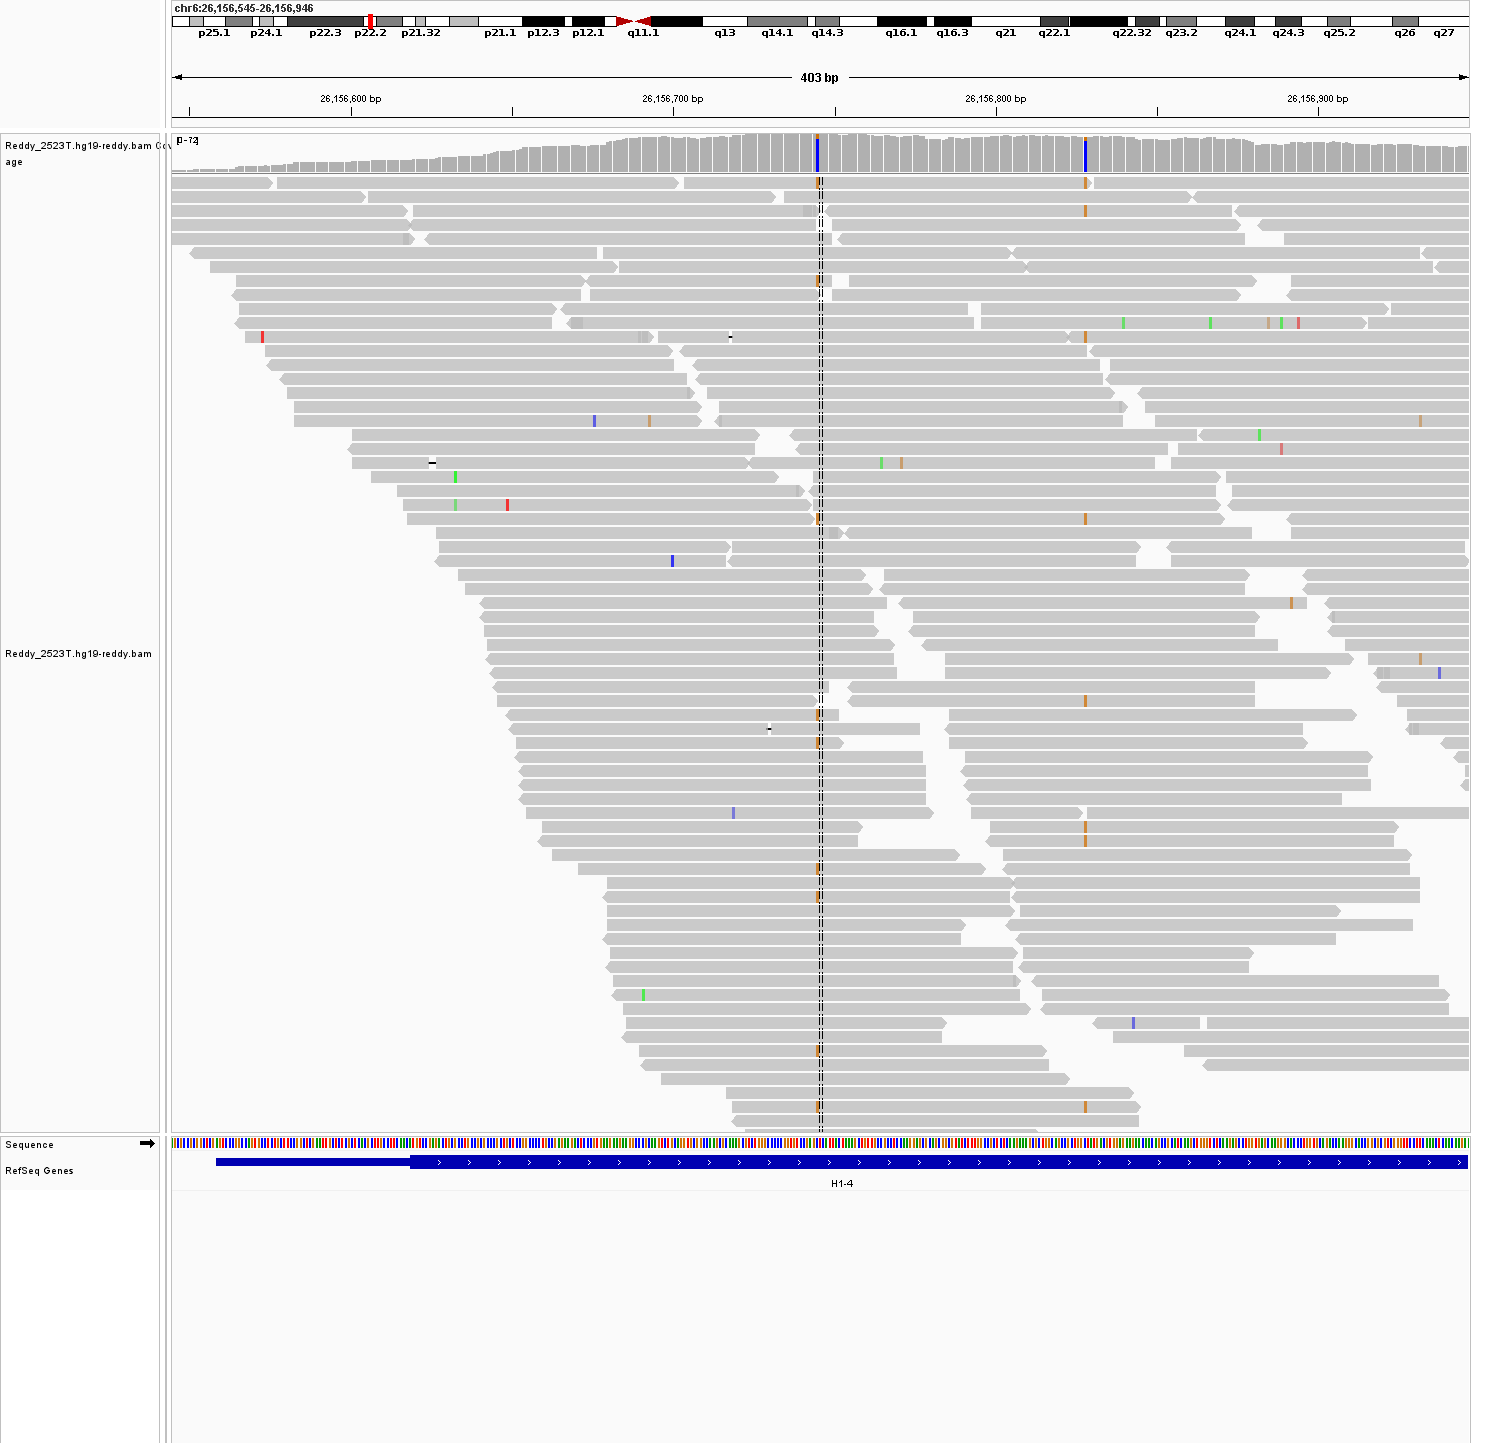 chr6:26,156,545-26,156,946
p25.1 p24.1 p22.3 p22.2 p21.32 p21.1 p12.3 p12.1 q11.1 q13 q14.1 q14.3 q16.1 q16.3 q21 q22.1 q22.32 q23.2 q24.1 q24.3 q25.2 q26 q27
403 bp
26,156,600 bp 26,156,700 bp 26,156,800 bp 26,156,900 bp
Reddy_2523T.hg19-reddy.bam Cov
age
[0-72]
Reddy_2523T.hg19-reddy.bam
Sequence
RefSeq Genes
H1-4